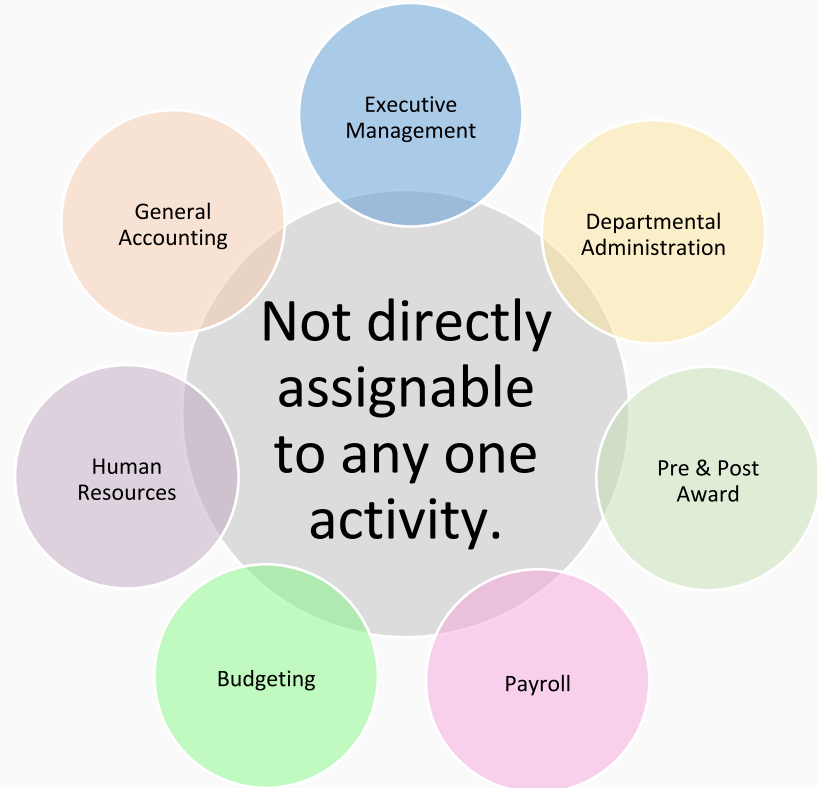 Executive
Management
General
Accounting
Departmental
Administration
Not directly
assignable
to any one
activity.
Human
Resources
Pre & Post
Award
Budgeting
Payroll